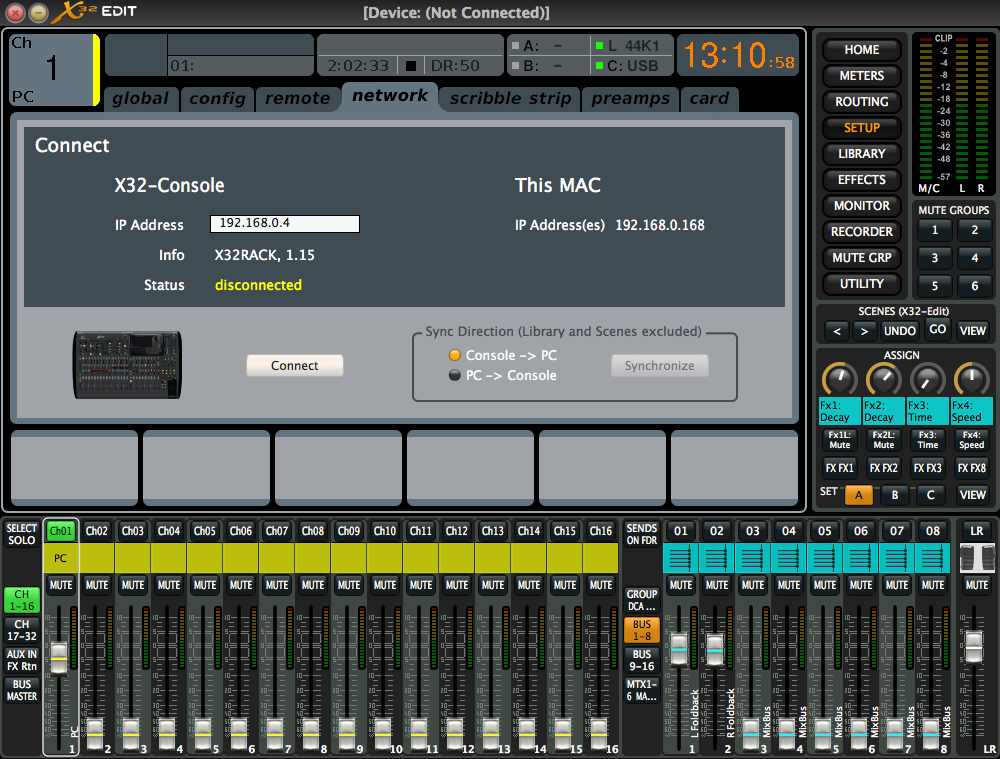 X32 EDIT
[Device: (Not Connected)]
Ch
1
PC
01:
2:02:33 DR:50
A: – L 44K1
B: – C: USB
13:10:58
global config remote network scribble strip preamps card
Connect
X32-Console
This MAC
IP Address 192.168.0.4
IP Address(es) 192.168.0.168
Info X32RACK, 1.15
Status disconnected
Connect
Sync Direction (Library and Scenes excluded)
Console -> PC
PC -> Console
Synchronize
HOME
METERS
ROUTING
SETUP
LIBRARY
EFFECTS
MONITOR
RECORDER
MUTE GRP
UTILITY
CLIP
-2
-4
-6
-8
-12
-18
-24
-30
-36
-42
-48
-57
M/C L R
MUTE GROUPS
1 2
3 4
5 6
SCENES (X32-Edit)
< > UNDO GO VIEW
ASSIGN
Fx1: Fx2: Fx3: Fx4:
Decay Decay Time Speed
Fx1L: Fx2L: Fx3: Fx4:
Mute Mute Time Speed
FX FX1 FX FX2 FX FX3 FX FX8
SET A B C VIEW
SELECT
SOLO
Ch01 Ch02 Ch03 Ch04 Ch05 Ch06 Ch07 Ch08 Ch09 Ch10 Ch11 Ch12 Ch13 Ch14 Ch15 Ch16
PC
MUTE MUTE MUTE MUTE MUTE MUTE MUTE MUTE MUTE MUTE MUTE MUTE MUTE MUTE MUTE MUTE
CH
1-16
CH
17-32
AUX IN
FX Rtn
BUS
MASTER
PC
1 2 3 4 5 6 7 8 9 10 11 12 13 14 15 16
SENDS
ON FDR
GROUP
DCA ...
BUS
1-8
BUS
9-16
MTX1-
6 MA...
01 02 03 04 05 06 07 08 LR
MUTE MUTE MUTE MUTE MUTE MUTE MUTE MUTE MUTE
L Foldback R Foldback MixBus MixBus MixBus MixBus MixBus MixBus
1 2 3 4 5 6 7 8 LR